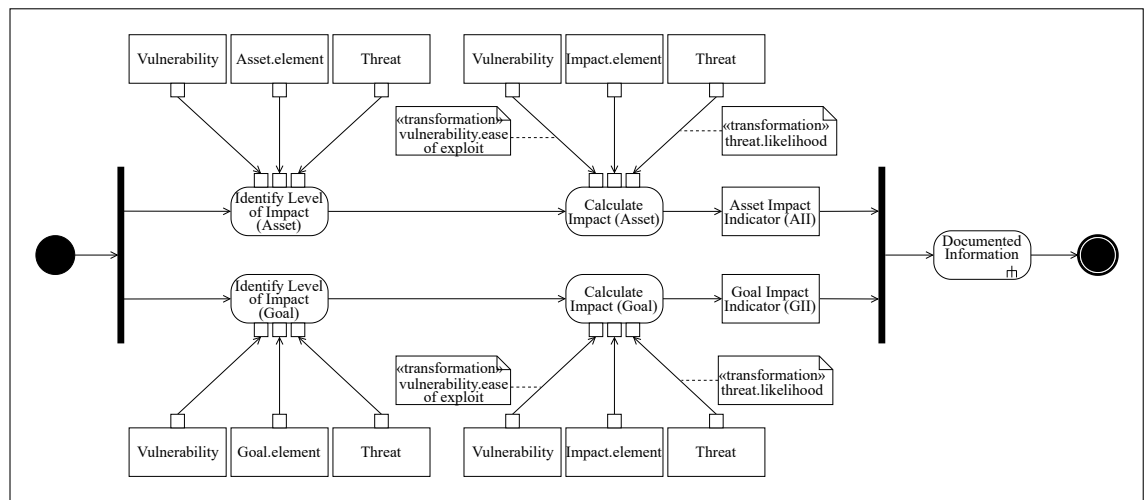 Vulnerability
Asset.element
Threat
Vulnerability
Impact.element
Threat
«transformation»
vulnerability.ease
of exploit
«transformation»
threat.likelihood
Identify Level
of Impact
(Asset)
Calculate
Impact (Asset)
Asset Impact
Indicator (AII)
Documented
Information
Identify Level
of Impact
(Goal)
Calculate
Impact (Goal)
Goal Impact
Indicator (GII)
«transformation»
vulnerability.ease
of exploit
«transformation»
threat.likelihood
Vulnerability
Goal.element
Threat
Vulnerability
Impact.element
Threat